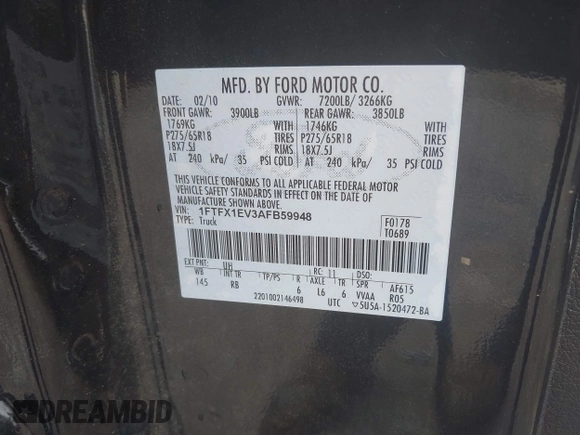 MFD. BY FORD MOTOR CO.
DATE: 02/10 GVWR: 7200LB/ 3266KG
FRONT GAWR: 3900LB REAR GAWR: 3850LB
1769KG WITH 1746KG WITH
P275/65R18 TIRES P275/65R18 TIRES
18X7.5J RIMS 18X7.5J RIMS
AT 240 kPa/ 35 PSI COLD AT 240 kPa/ 35 PSI COLD
THIS VEHICLE CONFORMS TO ALL APPLICABLE FEDERAL MOTOR
VEHICLE SAFETY STANDARDS IN EFFECT ON THE DATE OF
MANUFACTURE SHOWN ABOVE.
VIN: 1FTFX1EV3AFB59948 F0178
TYPE: Truck T0689
EXT PNT: UH RC: 11 DSO:
WB INT TR TP/PS R AXLE TR SPR AF615
145 RB 6 L6 6 VVAA R05
2201002146498 UTC ▽5U5A-1520472-BA
DREAMBID